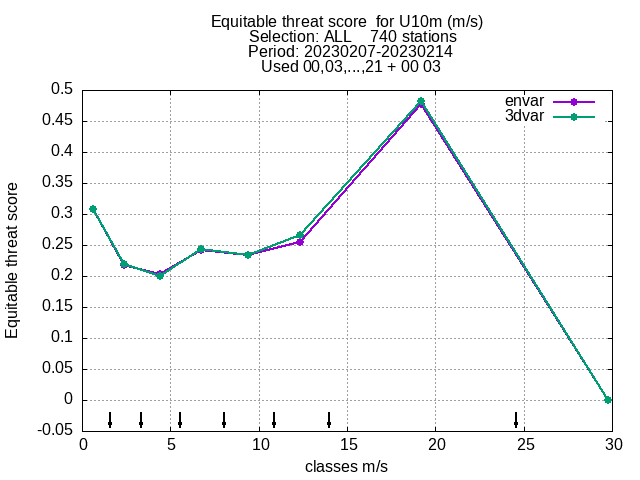 Equitable threat score  for U10m (m/s)
Selection: ALL    740 stations
Period: 20230207-20230214
Used 00,03,...,21 + 00 03
envar
3dvar
0.5
0.45
0.4
0.35
0.3
0.25
0.2
0.15
0.1
0.05
0
-0.05
Equitable threat score
0 5 10 15 20 25 30
classes m/s